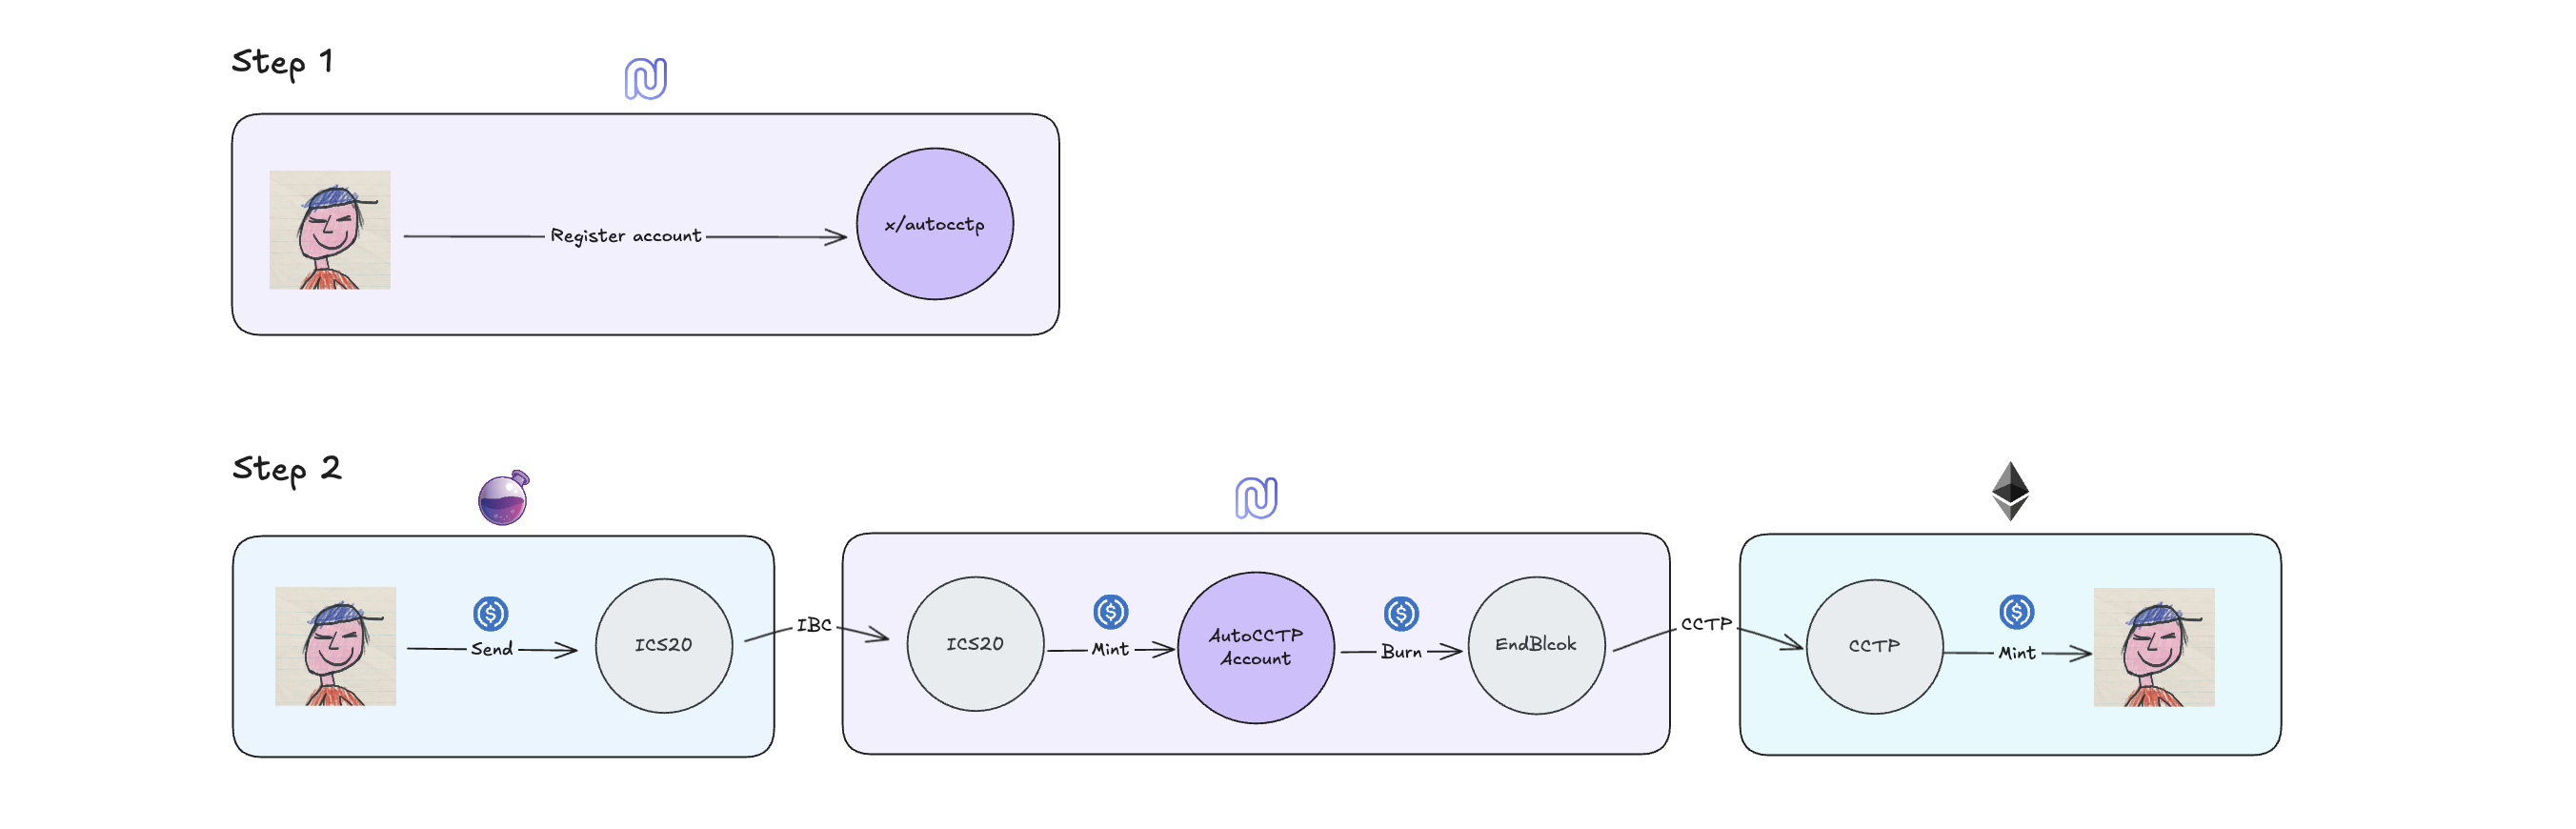 Step 1
Register account
x/autocctp
Step 2
Send
ICS20
IBC
ICS20
Mint
AutoCCTP
Account
Burn
EndBlcok
CCTP
CCTP
Mint